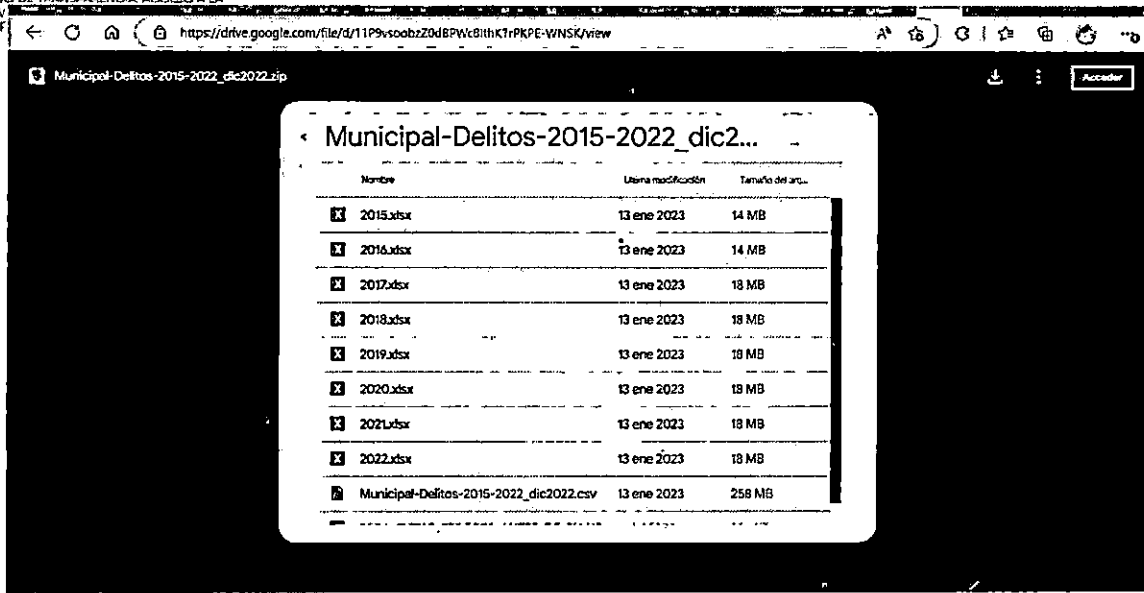 https://drive.google.com/file/d/11P9vsoobzZ0dBPWcBIthK7rPKPE-WNSK/view
Municipal-Delitos-2015-2022_dic2022.zip
Acceder
Municipal-Delitos-2015-2022_dic2...
Nombre Última modificación Tamaño del arc...
2015.xlsx 13 ene 2023 14 MB
2016.xlsx 13 ene 2023 14 MB
2017.xlsx 13 ene 2023 18 MB
2018.xlsx 13 ene 2023 18 MB
2019.xlsx 13 ene 2023 18 MB
2020.xlsx 13 ene 2023 18 MB
2021.xlsx 13 ene 2023 18 MB
2022.xlsx 13 ene 2023 18 MB
Municipal-Delitos-2015-2022_dic2022.csv 13 ene 2023 258 MB